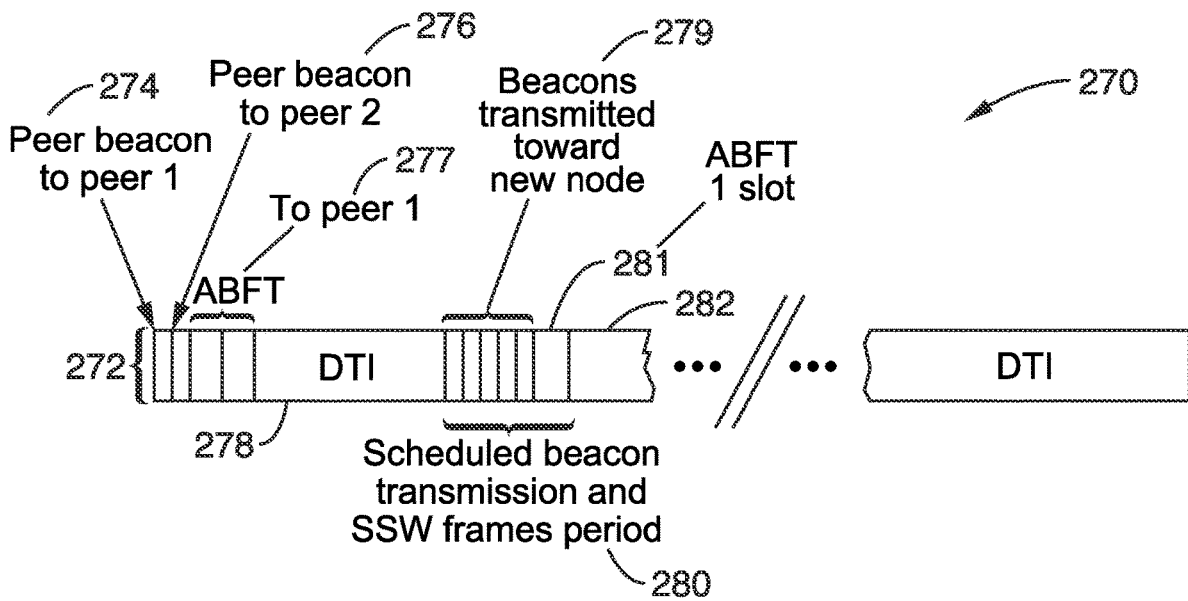 276
279
270
274
Peer beacon
to peer 2
Beacons
transmitted
toward
new node
Peer beacon
to peer 1
277
To peer 1
ABFT
1 slot
ABFT
281
282
272
DTI
•••
•••
DTI
278
Scheduled beacon
transmission and
SSW frames period
280